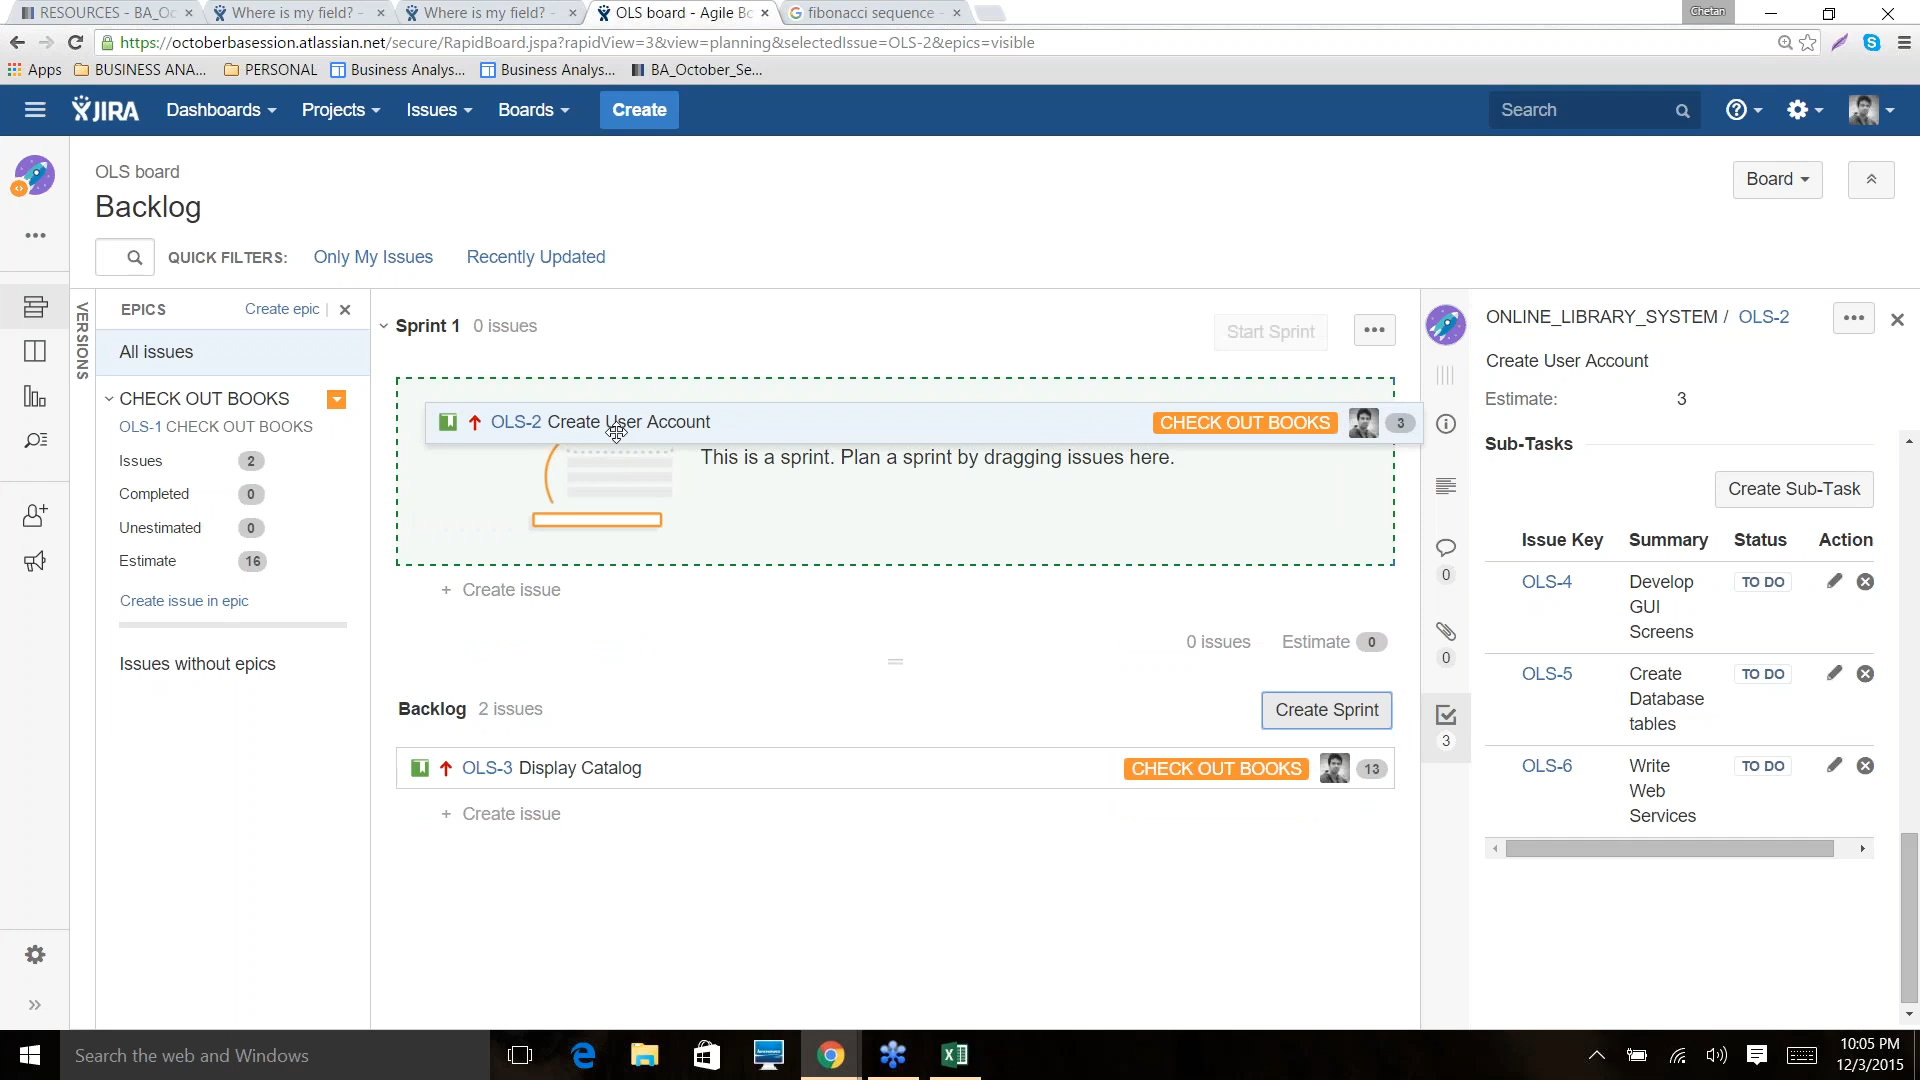 RESOURCES - BA_Oc
Where is my field? -
Where is my field? -
OLS board - Agile Bo
fibonacci sequence -
Chetan
https://octoberbasession.atlassian.net/secure/RapidBoard.jspa?rapidView=3&view=planning&selectedIssue=OLS-2&epics=visible
Apps
BUSINESS ANA...
PERSONAL
Business Analys...
Business Analys...
BA_October_Se...
JIRA
Dashboards
Projects
Issues
Boards
Create
Search
OLS board
Backlog
Board
QUICK FILTERS:
Only My Issues
Recently Updated
VERSIONS
EPICS
Create epic
All issues
CHECK OUT BOOKS
OLS-1 CHECK OUT BOOKS
Issues 2
Completed 0
Unestimated 0
Estimate 16
Create issue in epic
Issues without epics
Sprint 1 0 issues
Start Sprint
OLS-2 Create User Account CHECK OUT BOOKS 3
This is a sprint. Plan a sprint by dragging issues here.
+ Create issue
0 issues Estimate 0
Backlog 2 issues
Create Sprint
OLS-3 Display Catalog CHECK OUT BOOKS 13
+ Create issue
0
0
3
ONLINE_LIBRARY_SYSTEM / OLS-2
Create User Account
Estimate: 3
Sub-Tasks
Create Sub-Task
Issue Key Summary Status Action
OLS-4 Develop GUI Screens TO DO
OLS-5 Create Database tables TO DO
OLS-6 Write Web Services TO DO
Search the web and Windows
10:05 PM
12/3/2015